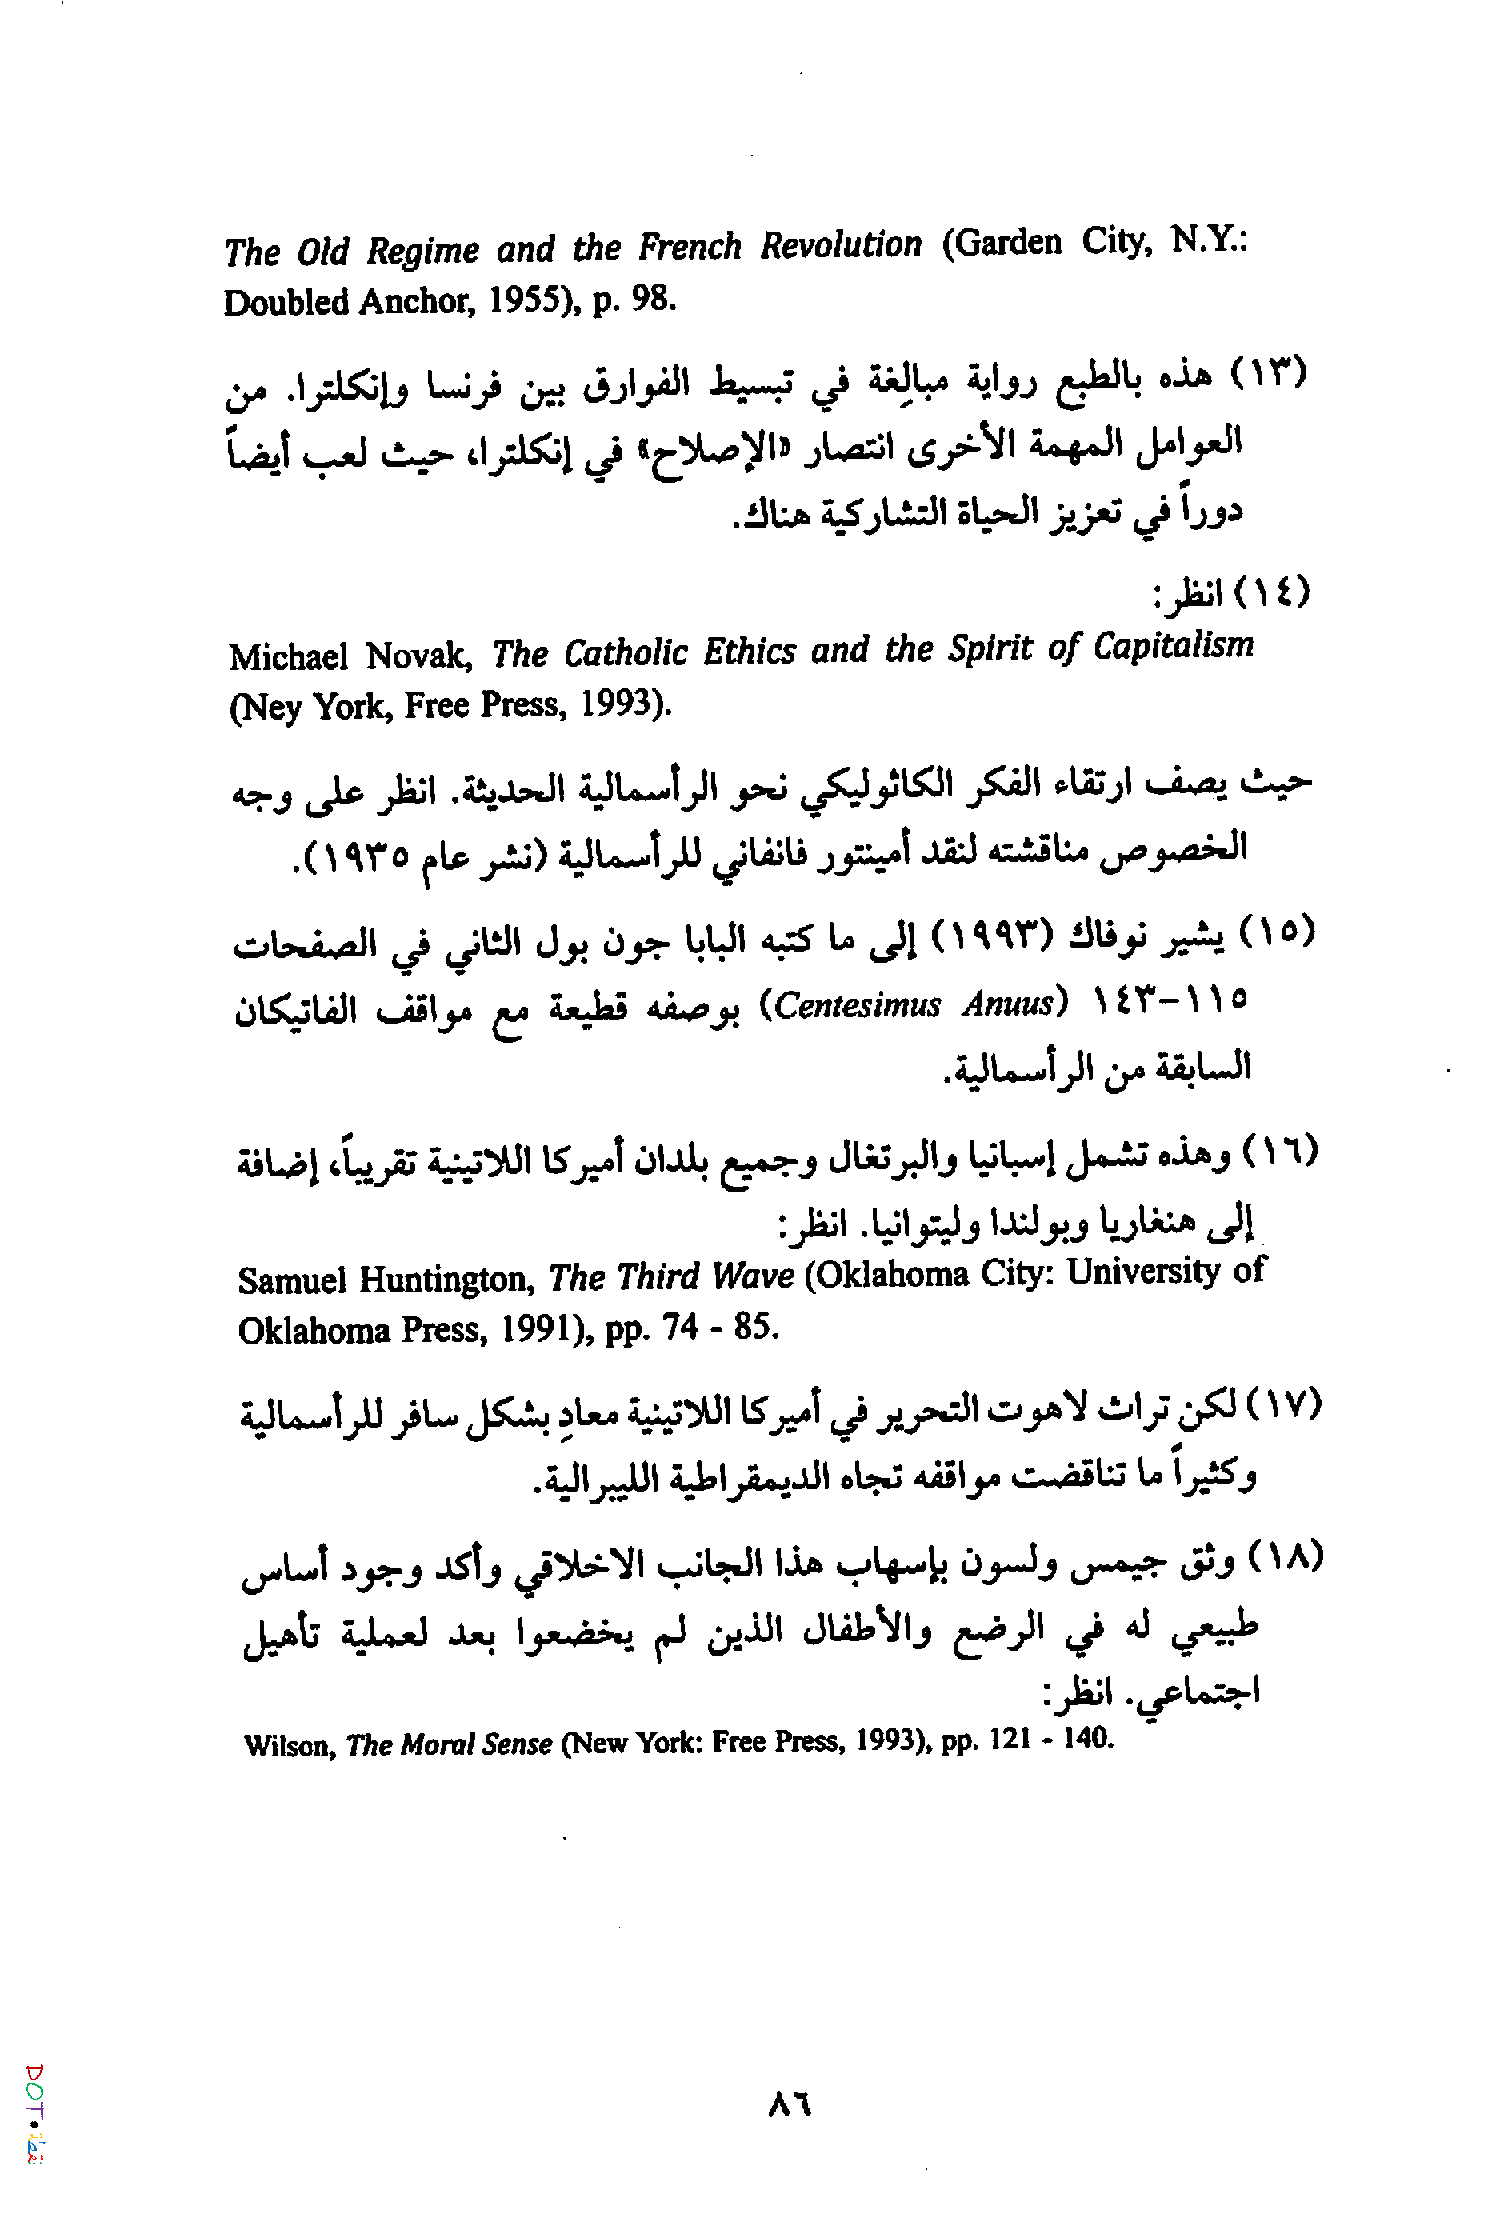 The Old Regime and the French Revolution (Garden City, N.Y.:
Doubled Anchor, 1955), p. 98.
(١٣) هذه بالطبع رواية مبالِغة في تبسيط الفوارق بين فرنسا وإنكلترا. من
العوامل المهمة الأخرى انتصار «الإصلاح» في إنكلترا، حيث لعب أيضاً
دوراً في تعزيز الحياة التشاركية هناك.
(١٤) انظر:
Michael Novak, The Catholic Ethics and the Spirit of Capitalism
(Ney York, Free Press, 1993).
حيث يصف ارتقاء الفكر الكاثوليكي نحو الرأسمالية الحديثة. انظر على وجه
الخصوص مناقشته لنقد أمينتور فانفاني للرأسمالية (نشر عام ١٩٣٥).
(١٥) يشير نوفاك (١٩٩٣) إلى ما كتبه البابا جون بول الثاني في الصفحات
١١٥-١٤٣ (Centesimus Anuus) بوصفه قطيعة مع مواقف الفاتيكان
السابقة من الرأسمالية.
(١٦) وهذه تشمل إسبانيا والبرتغال وجميع بلدان أميركا اللاتينية تقريباً، إضافة
إلى هنغاريا وبولندا وليتوانيا. انظر:
Samuel Huntington, The Third Wave (Oklahoma City: University of
Oklahoma Press, 1991), pp. 74 - 85.
(١٧) لكن تراث لاهوت التحرير في أميركا اللاتينية معادٍ بشكل سافر للرأسمالية
وكثيراً ما تناقضت مواقفه تجاه الديمقراطية الليبرالية.
(١٨) وثق جيمس ولسون بإسهاب هذا الجانب الاخلاقي وأكد وجود أساس
طبيعي له في الرضع والأطفال الذين لم يخضعوا بعد لعملية تأهيل
اجتماعي. انظر:
Wilson, The Moral Sense (New York: Free Press, 1993), pp. 121 - 140.
٨٦
DOT.نقطة